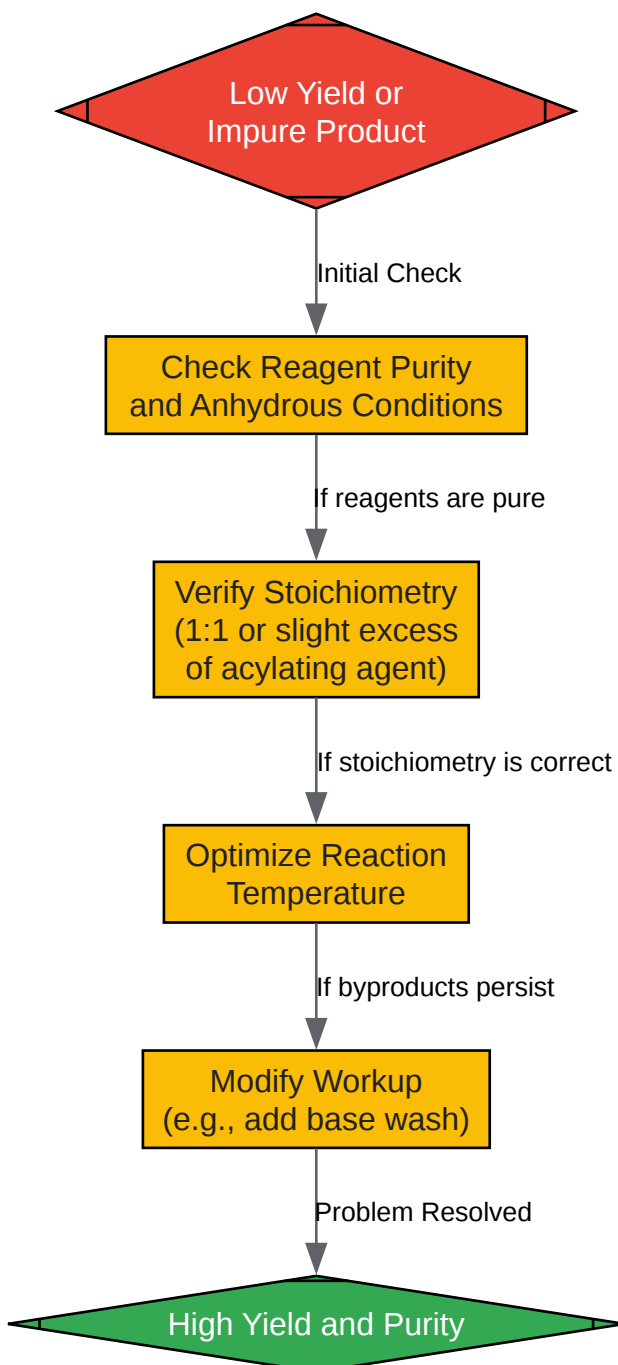 Low Yield or
Impure Product
Initial Check
Check Reagent Purity
and Anhydrous Conditions
If reagents are pure
Verify Stoichiometry
(1:1 or slight excess
of acylating agent)
If stoichiometry is correct
Optimize Reaction
Temperature
If byproducts persist
Modify Workup
(e.g., add base wash)
Problem Resolved
High Yield and Purity